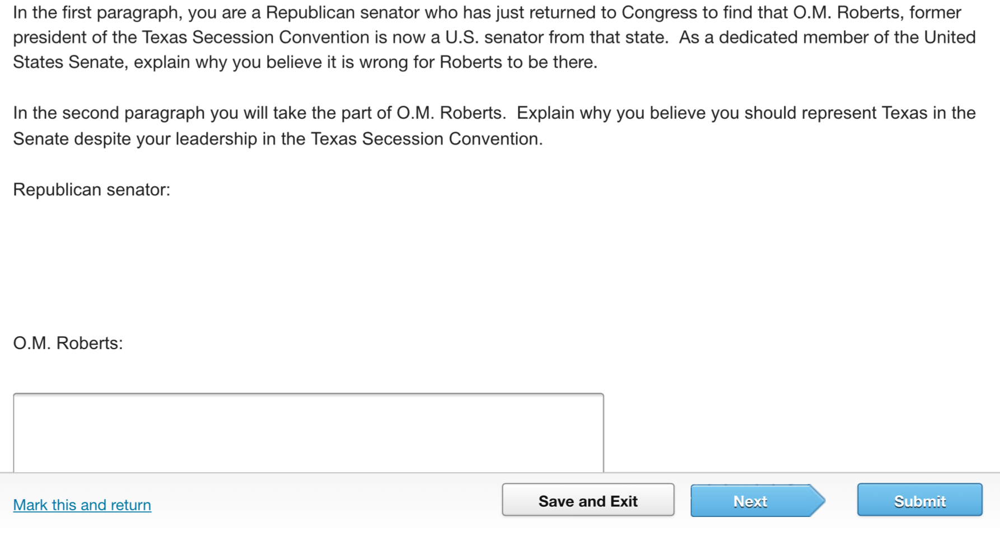 In the first paragraph, you are a Republican senator who has just returned to Congress to find that O.M. Roberts, former
president of the Texas Secession Convention is now a U.S. senator from that state.  As a dedicated member of the United
States Senate, explain why you believe it is wrong for Roberts to be there.
In the second paragraph you will take the part of O.M. Roberts.  Explain why you believe you should represent Texas in the
Senate despite your leadership in the Texas Secession Convention.
Republican senator:
O.M. Roberts:
Mark this and return
Save and Exit
Next
Submit